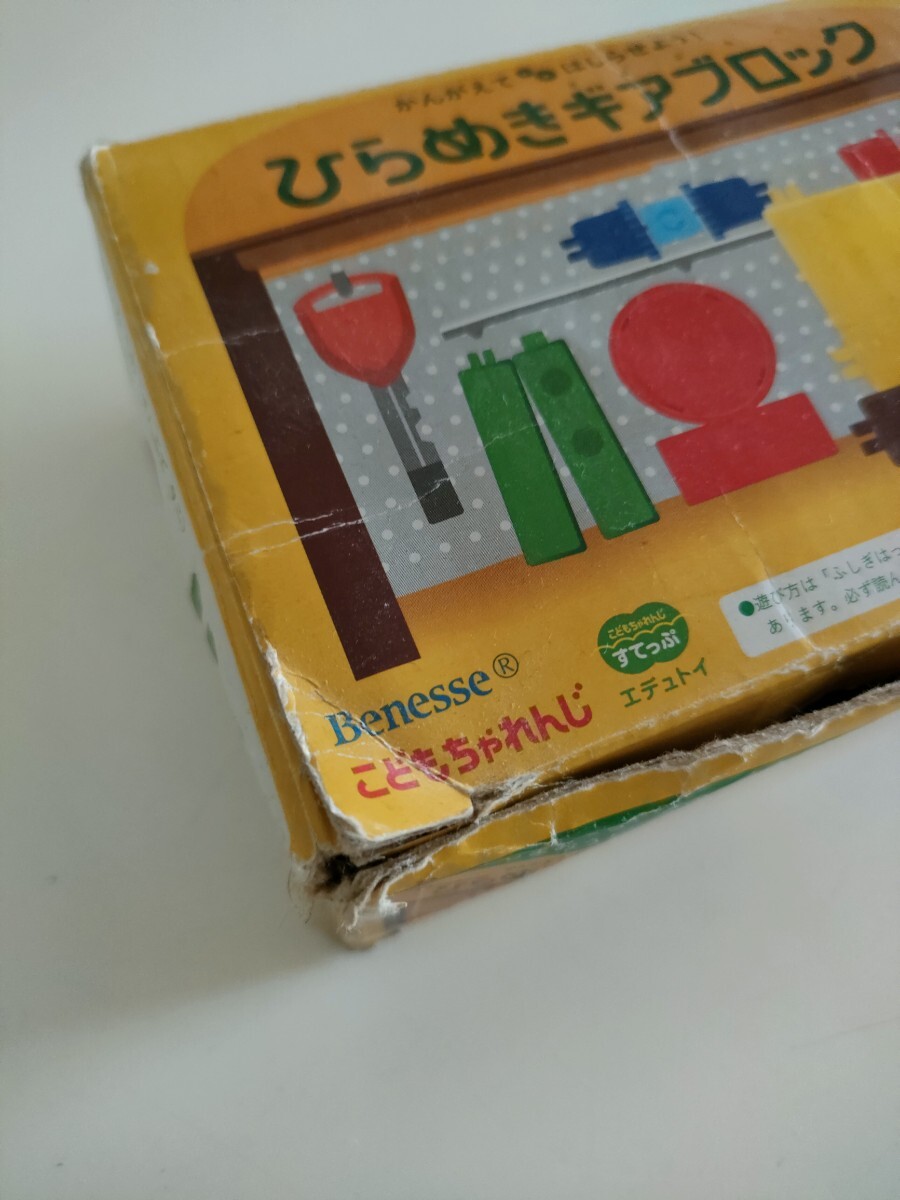 かんがえて はしらせよう!
ひらめきギアブロック
●遊び方は「ふしぎはっ
あります。必ず読ん
Benesse®
こどもちゃれんじ
こどもちゃれんじ
すてっぷ
エデュトイ